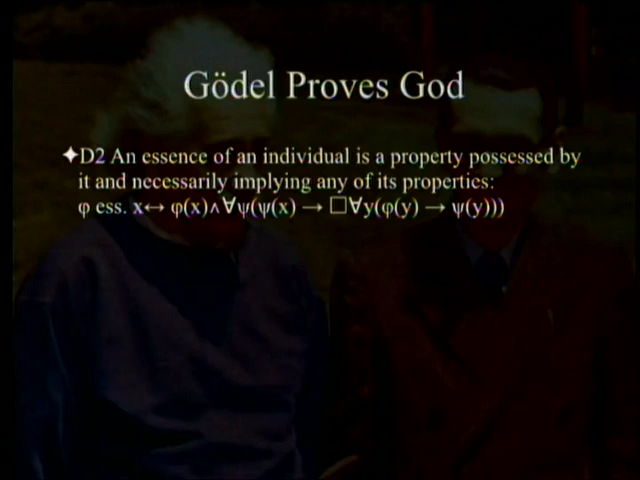 Gödel Proves God
✦D2 An essence of an individual is a property possessed by
it and necessarily implying any of its properties:
φ ess. x↔ φ(x)∧∀ψ(ψ(x) → □∀y(φ(y) → ψ(y)))